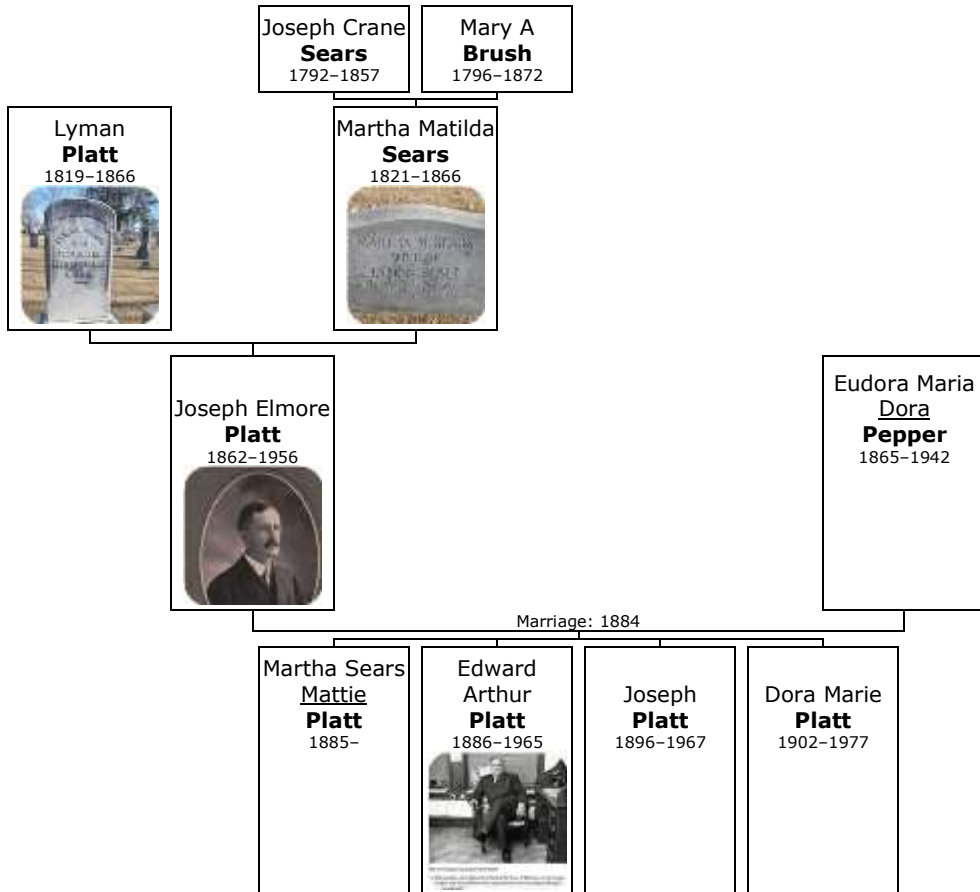 Joseph Crane
Sears
1792–1857
Mary A
Brush
1796–1872
Lyman
Platt
1819–1866
Martha Matilda
Sears
1821–1866
Joseph Elmore
Platt
1862–1956
Eudora Maria
Dora
Pepper
1865–1942
Marriage: 1884
Martha Sears
Mattie
Platt
1885–
Edward
Arthur
Platt
1886–1965
Joseph
Platt
1896–1967
Dora Marie
Platt
1902–1977